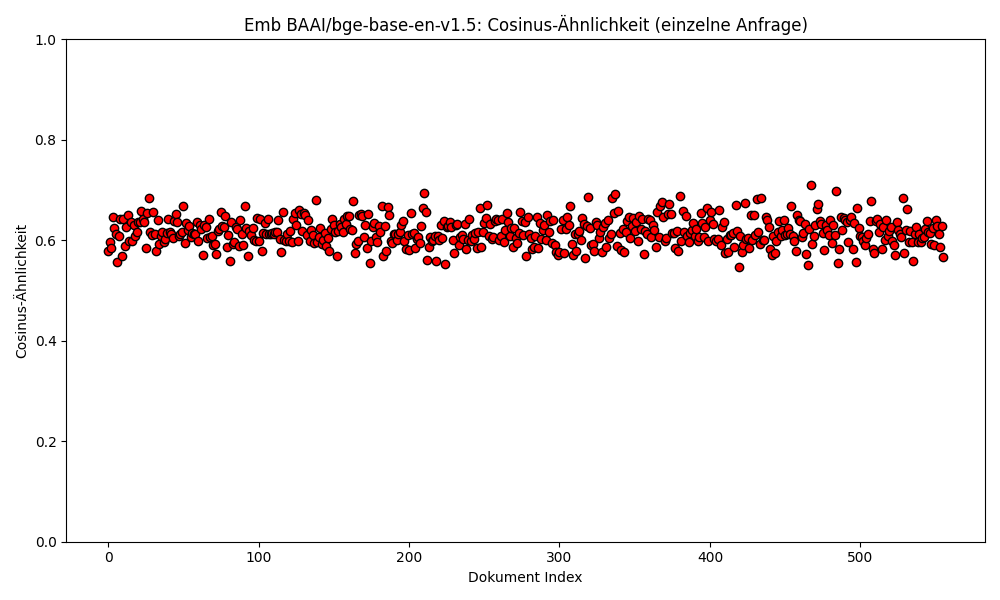 Emb BAAI/bge-base-en-v1.5: Cosinus-Ähnlichkeit (einzelne Anfrage)
Cosinus-Ähnlichkeit
1.0
0.8
0.6
0.4
0.2
0.0
0 100 200 300 400 500
Dokument Index